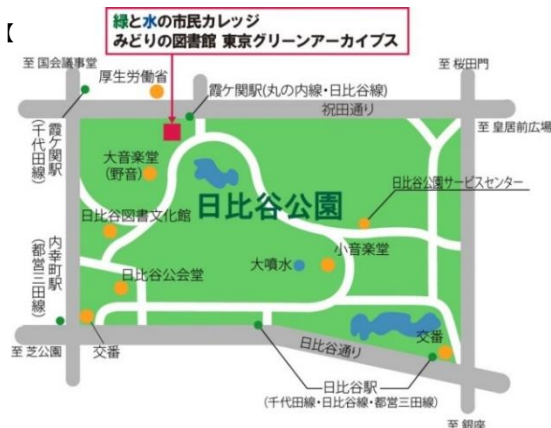 【
緑と水の市民カレッジ
みどりの図書館 東京グリーンアーカイブス
至 国会議事堂
厚生労働省
至 桜田門
霞ケ関駅(丸の内線・日比谷線)
祝田通り
至 皇居前広場
霞ケ関駅
(千代田線)
大音楽堂
(野音)
日比谷公園サービスセンター
日比谷公園
日比谷図書文化館
小音楽堂
大噴水
内幸町駅
(都営三田線)
日比谷公会堂
交番
至 芝公園
交番
日比谷通り
日比谷駅
(千代田線・日比谷線・都営三田線)
至 銀座